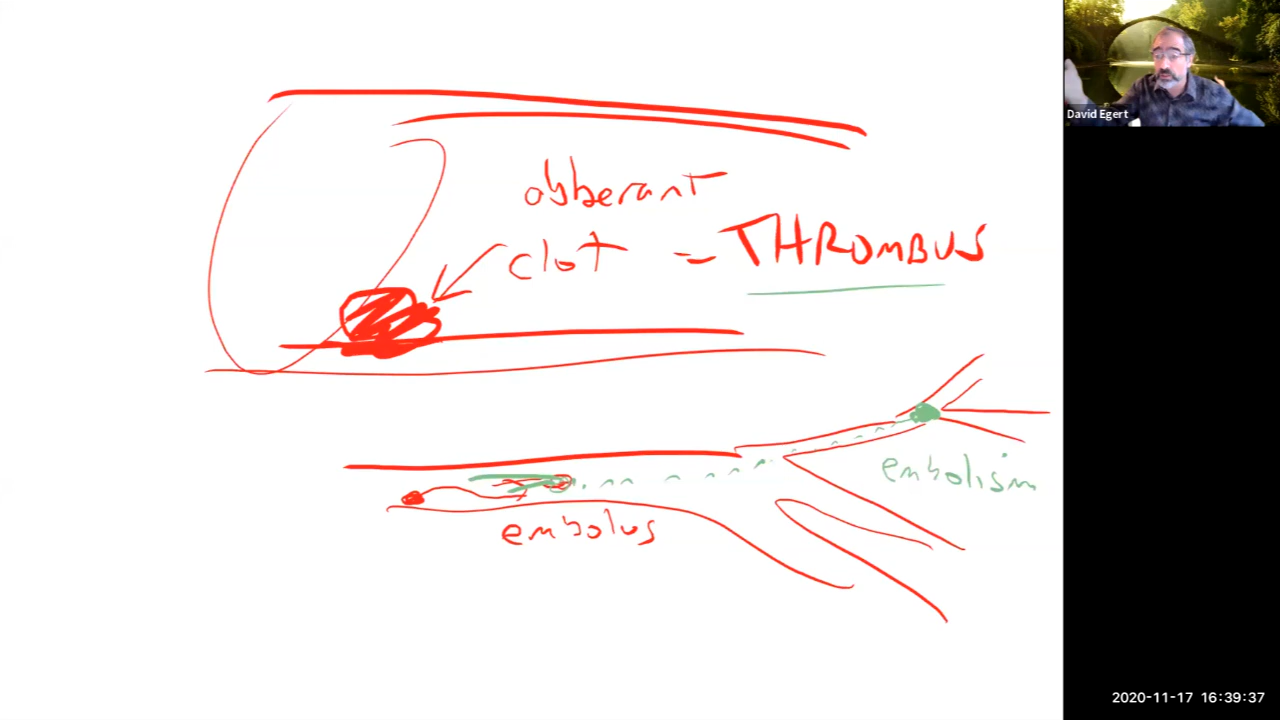 abberant
clot = THROMBUS
embolism
embolus
David Egert
2020-11-17 16:39:37